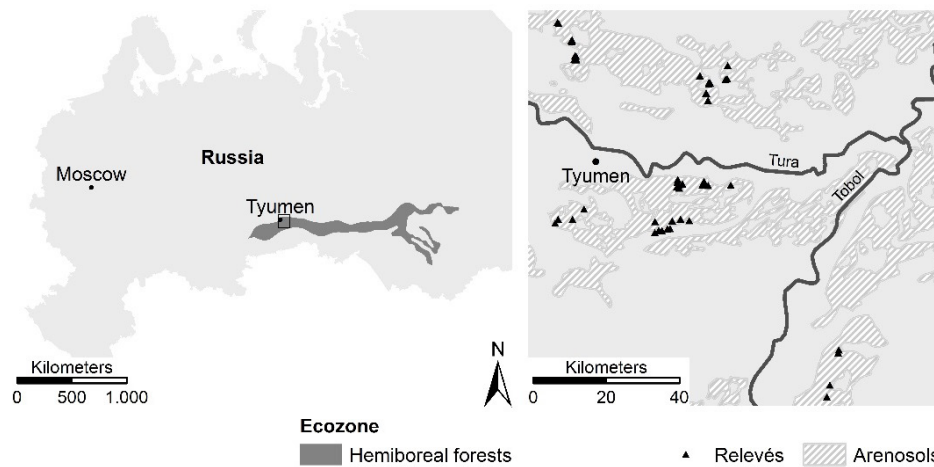 Moscow
Russia
Tyumen
Kilometers
0 500 1.000
N
Tyumen
Tura
Tobol
Kilometers
0 20 40
Ecozone
Hemiboreal forests
Relevés
Arenosols